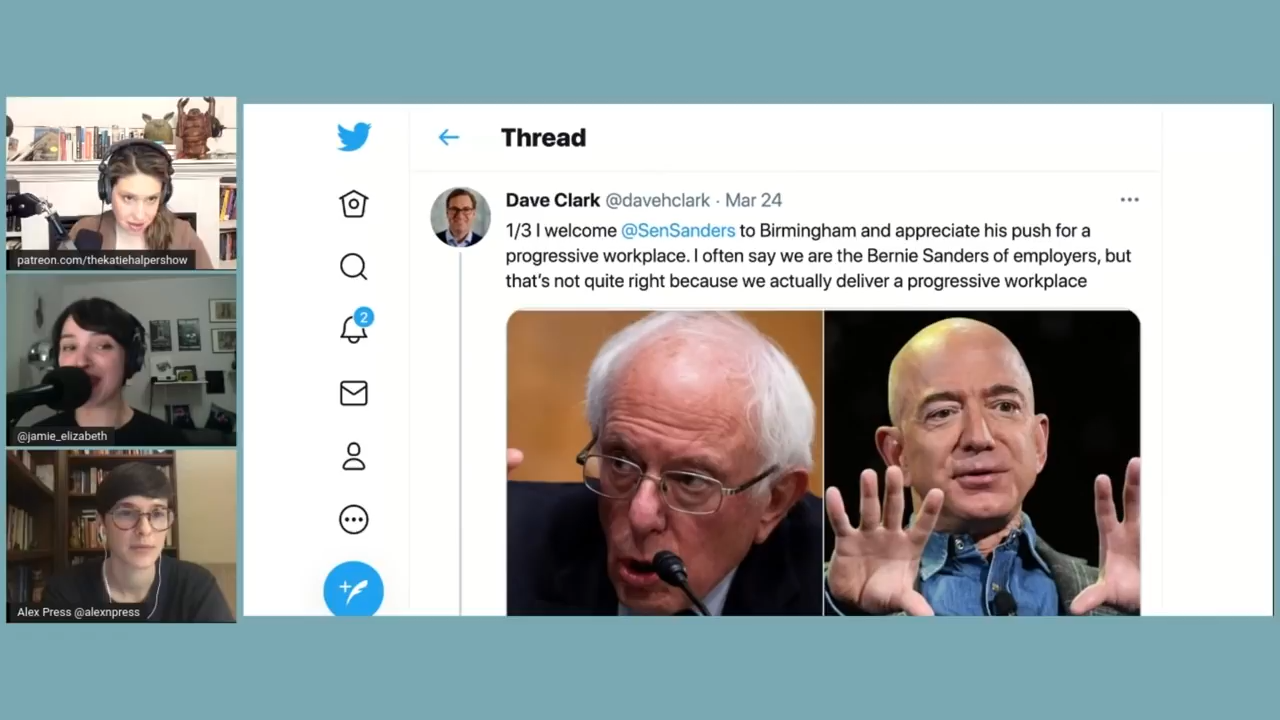 patreon.com/thekatiehalpershow
@jamie_elizabeth
Alex Press @alexnpress
Thread
2
Dave Clark @davehclark · Mar 24
1/3 I welcome @SenSanders to Birmingham and appreciate his push for a
progressive workplace. I often say we are the Bernie Sanders of employers, but
that's not quite right because we actually deliver a progressive workplace